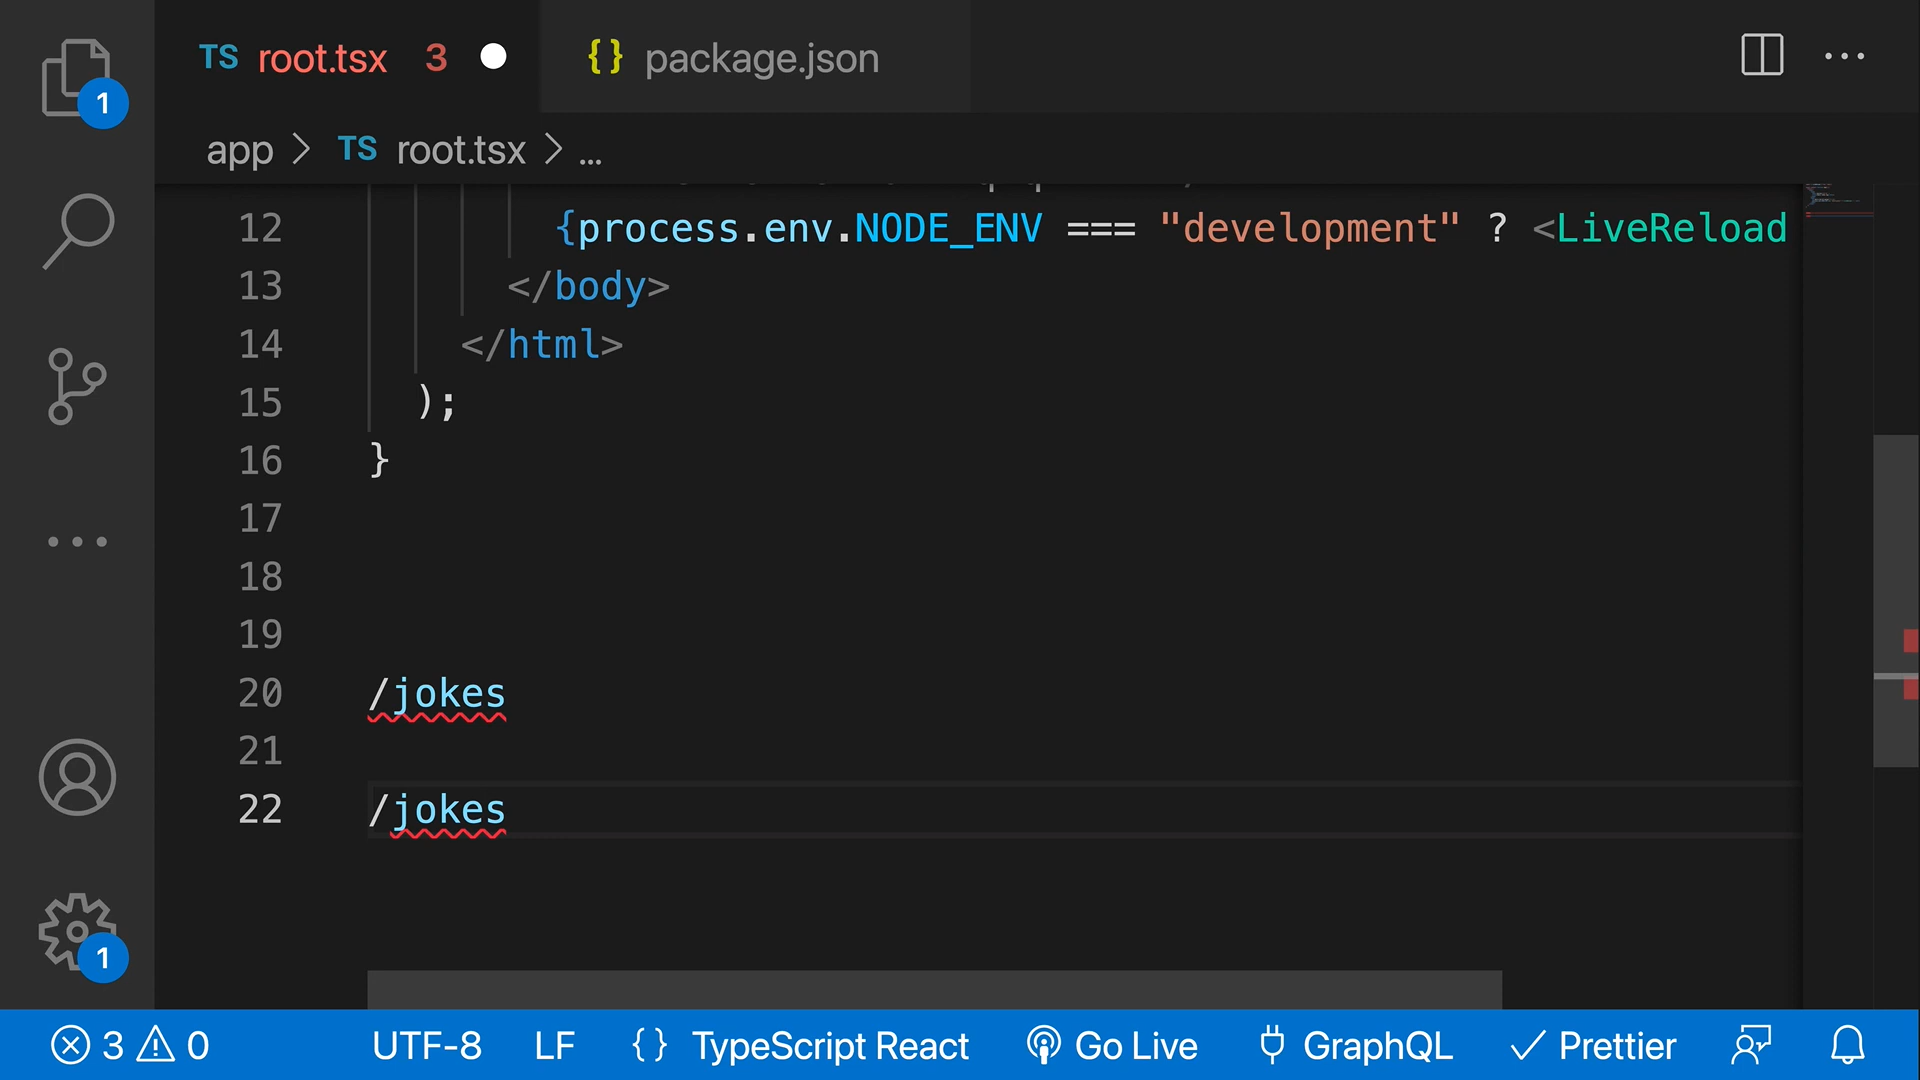 TS root.tsx 3 {} package.json
1
app > TS root.tsx > ...
12 {process.env.NODE_ENV === "development" ? <LiveReload
13 </body>
14 </html>
15 );
16 }
17
18
19
20 /jokes
21
22 /jokes
1
3 0 UTF-8 LF {} TypeScript React Go Live GraphQL Prettier